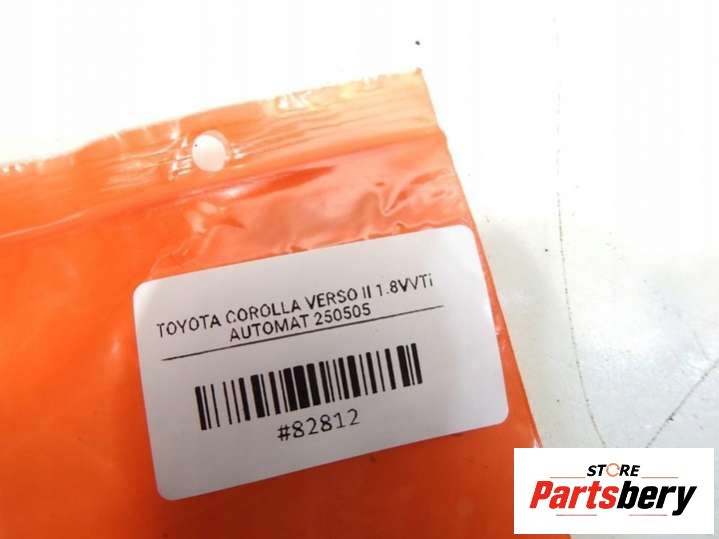 TOYOTA COROLLA VERSO II 1.8VVTi
AUTOMAT 250505
#82812
STORE
Partsbery